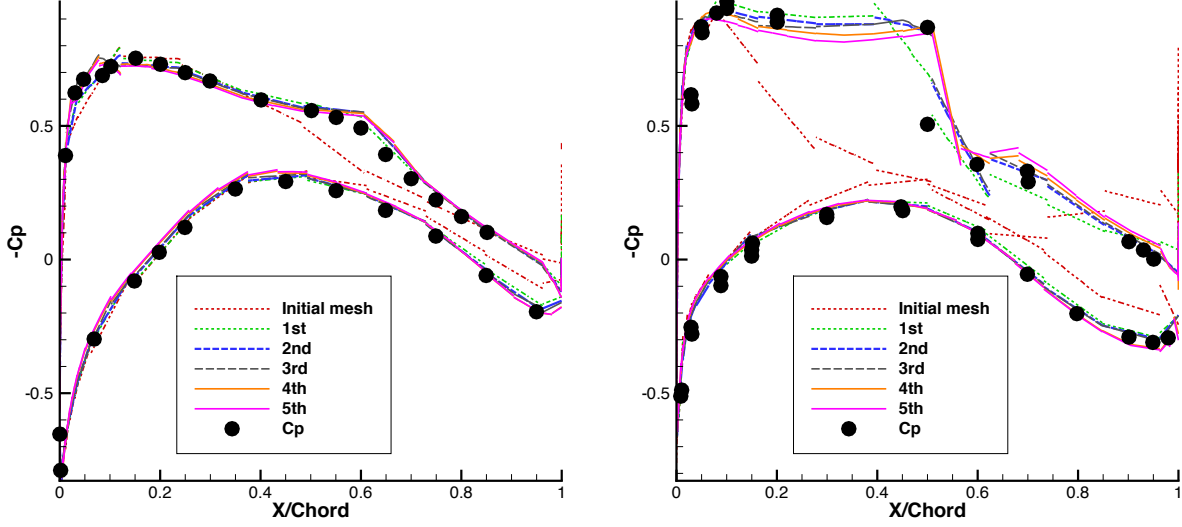 0.5
0
-0.5
-Cp
0
0.2
0.4
0.6
0.8
1
X/Chord
Initial mesh
1st
2nd
3rd
4th
5th
Cp
0.5
0
-0.5
-Cp
0
0.2
0.4
0.6
0.8
1
X/Chord
Initial mesh
1st
2nd
3rd
4th
5th
Cp